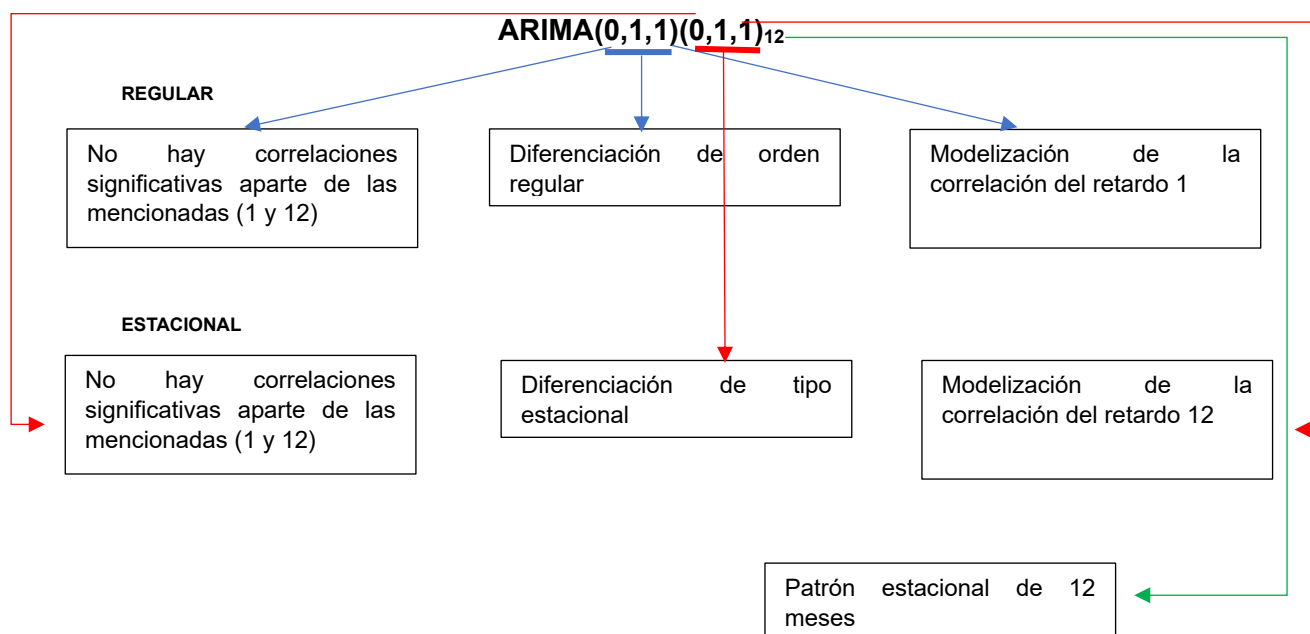 ARIMA(0,1,1)(0,1,1)12
REGULAR
No hay correlaciones
significativas aparte de las
mencionadas (1 y 12)
Diferenciación de orden
regular
Modelización de la
correlación del retardo 1
ESTACIONAL
No hay correlaciones
significativas aparte de las
mencionadas (1 y 12)
Diferenciación de tipo
estacional
Modelización de la
correlación del retardo 12
Patrón estacional de 12
meses